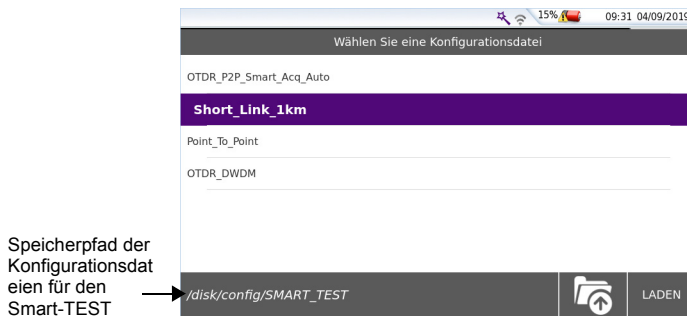 15%
09:31 04/09/2019
Wählen Sie eine Konfigurationsdatei
OTDR_P2P_Smart_Acq_Auto
Short_Link_1km
Point_To_Point
OTDR_DWDM
Speicherpfad der
Konfigurationsdat
eien für den
Smart-TEST
/disk/config/SMART_TEST
LADEN